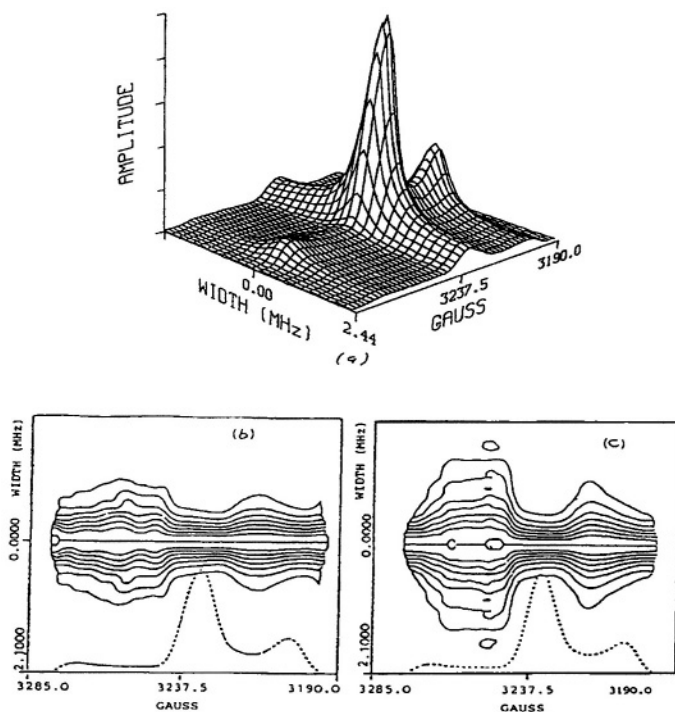 AMPLITUDE
WIDTH (MHz)
0.00
2.44
GAUSS
3237.5
3190.0
(a)
(b)
WIDTH (MHz)
0.0000
2.1000
3285.0
3237.5
3190.0
GAUSS
(c)
WIDTH (MHz)
0.0000
2.1000
3285.0
3237.5
3190.0
GAUSS